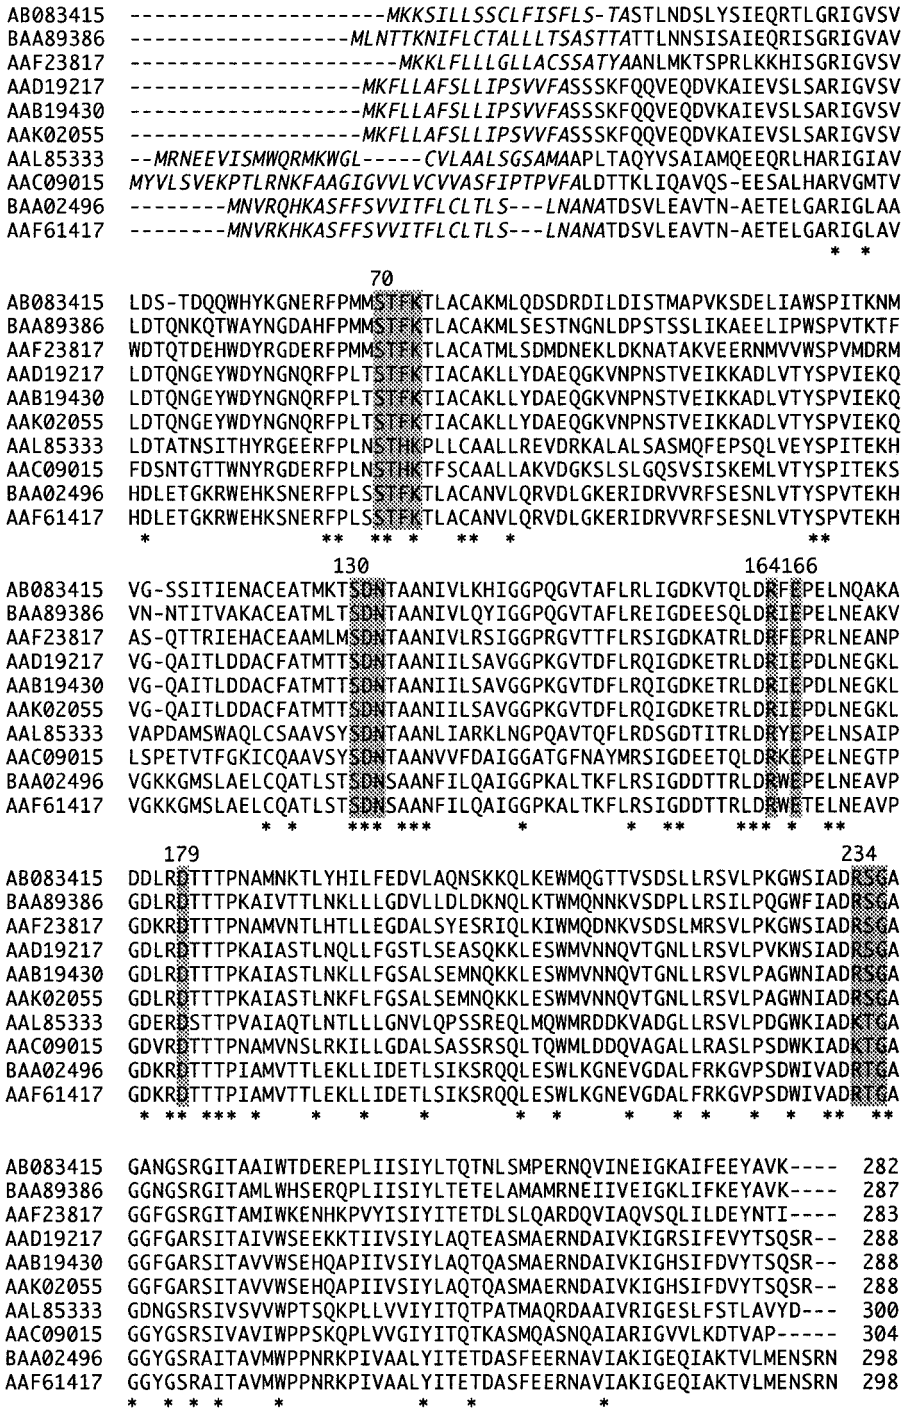 AB083415 ---------------------MKKSILLSSCLFISFLS-TASTLNDSLYSIEQRTLGRIGVSV
BAA89386 ------------------MLNTTKNIFLCTALLLTSASTTATTLNNSISAIEQRISGRIGVAV
AAF23817 ----------------------MKKLFLLLGLLACSSATYAANLMKTSPRLKKHISGRIGVSV
AAD19217 -------------------MKFLLAFSLLIPSVVFASSSKFQQVEQDVKAIEVSLSARIGVSV
AAB19430 -------------------MKFLLAFSLLIPSVVFASSSKFQQVEQDVKAIEVSLSARIGVSV
AAK02055 -------------------MKFLLAFSLLIPSVVFASSSKFQQVEQDVKAIEVSLSARIGVSV
AAL85333 --MRNEEVISMWQRMKWGL-----CVLAALSGSAMAAPLTAQYVSAIAMQEEQRLHARIGIAV
AAC09015 MYVLSVEKPTLRNKFAAGIGVVLVCVVASFIPTPVFALDTTKLIQAVQS-EESALHARVGMTV
BAA02496 --------MNVRQHKASFFSVVITFLCLTLS---LNANATDSVLEAVTN-AETELGARIGLAA
AAF61417 --------MNVRKHKASFFSVVITFLCLTLS---LNANATDSVLEAVTN-AETELGARIGLAV
* *
70
AB083415 LDS-TDQQWHYKGNERFPMMSTFKTLACAKMLQDSDRDILDISTMAPVKSDELIAWSPITKNM
BAA89386 LDTQNKQTWAYNGDAHFPMMSTFKTLACAKMLSESTNGNLDPSTSSLIKAEELIPWSPVTKTF
AAF23817 WDTQTDEHWDYRGDERFPMMSTFKTLACATMLSDMDNEKLDKNATAKVEERNMVVWSPVMDRM
AAD19217 LDTQNGEYWDYNGNQRFPLTSTFKTIACAKLLYDAEQGKVNPNSTVEIKKADLVTYSPVIEKQ
AAB19430 LDTQNGEYWDYNGNQRFPLTSTFKTIACAKLLYDAEQGKVNPNSTVEIKKADLVTYSPVIEKQ
AAK02055 LDTQNGEYWDYNGNQRFPLTSTFKTIACAKLLYDAEQGKVNPNSTVEIKKADLVTYSPVIEKQ
AAL85333 LDTATNSITHYRGEERFPLNSTHKPLLCAALLREVDRKALALSASMQFEPSQLVEYSPITEKH
AAC09015 FDSNTGTTWNYRGDERFPLNSTHKTFSCAALLAKVDGKSLSLGQSVSISKEMLVTYSPITEKS
BAA02496 HDLETGKRWEHKSNERFPLSSTFKTLACANVLQRVDLGKERIDRVVRFSESNLVTYSPVTEKH
AAF61417 HDLETGKRWEHKSNERFPLSSTFKTLACANVLQRVDLGKERIDRVVRFSESNLVTYSPVTEKH
* ** ** * ** * **
130 164166
AB083415 VG-SSITIENACEATMKTSDNTAANIVLKHIGGPQGVTAFLRLIGDKVTQLDRFEPELNQAKA
BAA89386 VN-NTITVAKACEATMTTSDNTAANIVLQYIGGPQGVTAFLREIGDEESQLDRIEPELNEAKV
AAF23817 AS-QTTRIEHACEAAMLMSDNTAANIVLRSIGGPRGVTTFLRSIGDKATRLDRFEPRLNEANP
AAD19217 VG-QAITLDDACFATMTTSDNTAANIILSAVGGPKGVTDFLRQIGDKETRLDRIEPDLNEGKL
AAB19430 VG-QAITLDDACFATMTTSDNTAANIILSAVGGPKGVTDFLRQIGDKETRLDRIEPDLNEGKL
AAK02055 VG-QAITLDDACFATMTTSDNTAANIILSAVGGPKGVTDFLRQIGDKETRLDRIEPDLNEGKL
AAL85333 VAPDAMSWAQLCSAAVSYSDNTAANLIARKLNGPQAVTQFLRDSGDTITRLDRYEPELNSAIP
AAC09015 LSPETVTFGKICQAAVSYSDNTAANVVFDAIGGATGFNAYMRSIGDEETQLDRKEPELNEGTP
BAA02496 VGKKGMSLAELCQATLSTSDNSAANFILQAIGGPKALTKFLRSIGDDTTRLDRWEPELNEAVP
AAF61417 VGKKGMSLAELCQATLSTSDNSAANFILQAIGGPKALTKFLRSIGDDTTRLDRWETELNEAVP
* * *** *** * * ** *** * **
179 234
AB083415 DDLRDTTTPNAMNKTLYHILFEDVLAQNSKKQLKEWMQGTTVSDSLLRSVLPKGWSIADRSGA
BAA89386 GDLRDTTTPKAIVTTLNKLLLGDVLLDLDKNQLKTWMQNNKVSDPLLRSILPQGWFIADRSGA
AAF23817 GDKRDTTTPKAMVNTLHTLLEGDALSYESRIQLKIWMQDNKVSDSLMRSVLPKGWSIADRSGA
AAD19217 GDLRDTTTPKAIASTLNQLLFGSTLSEASQKKLESWMVNNQVTGNLLRSVLPVKWSIADRSGA
AAB19430 GDLRDTTTPKAIASTLNKLLFGSALSEMNQKKLESWMVNNQVTGNLLRSVLPAGWNIADRSGA
AAK02055 GDLRDTTTPKAIASTLNKFLFGSALSEMNQKKLESWMVNNQVTGNLLRSVLPAGWNIADRSGA
AAL85333 GDERDSTTPVAIAQTLNTLLLGNVLQPSSREQLMQWMRDDKVADGLLRSVLPDGWKIADKTGA
AAC09015 GDVRDTTTPNAMVNSLRKILLGDALSASSRSQLTQWMLDDQVAGALLRASLPSDWKIADKTGA
BAA02496 GDKRDTTTPIAMVTTLEKLLIDETLSIKSRQQLESWLKGNEVGDALFRKGVPSDWIVADRTGA
AAF61417 GDKRDTTTPIAMVTTLEKLLIDETLSIKSRQQLESWLKGNEVGDALFRKGVPSDWIVADRTGA
* ** *** * * * * * * * * * * * ** **
AB083415 GANGSRGITAAIWTDEREPLIISIYLTQTNLSMPERNQVINEIGKAIFEEYAVK---- 282
BAA89386 GGNGSRGITAMLWHSERQPLIISIYLTETELAMAMRNEIIVEIGKLIFKEYAVK---- 287
AAF23817 GGFGSRGITAMIWKENHKPVYISIYITETDLSLQARDQVIAQVSQLILDEYNTI---- 283
AAD19217 GGFGARSITAIVWSEEKKTIIVSIYLAQTEASMAERNDAIVKIGRSIFEVYTSQSR-- 288
AAB19430 GGFGARSITAVVWSEHQAPIIVSIYLAQTQASMAERNDAIVKIGHSIFDVYTSQSR-- 288
AAK02055 GGFGARSITAVVWSEHQAPIIVSIYLAQTQASMAERNDAIVKIGHSIFDVYTSQSR-- 288
AAL85333 GDNGSRSIVSVVWPTSQKPLLVVIYITQTPATMAQRDAAIVRIGESLFSTLAVYD--- 300
AAC09015 GGYGSRSIVAVIWPPSKQPLVVGIYITQTKASMQASNQAIARIGVVLKDTVAP----- 304
BAA02496 GGYGSRAITAVMWPPNRKPIVAALYITETDASFEERNAVIAKIGEQIAKTVLMENSRN 298
AAF61417 GGYGSRAITAVMWPPNRKPIVAALYITETDASFEERNAVIAKIGEQIAKTVLMENSRN 298
* * * * * * * *